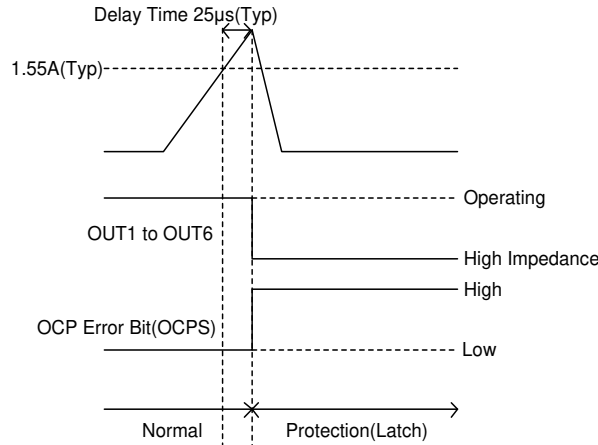 Delay Time 25μs(Typ)
1.55A(Typ)
Operating
OUT1 to OUT6
High Impedance
High
OCP Error Bit(OCPS)
Low
Normal
Protection(Latch)